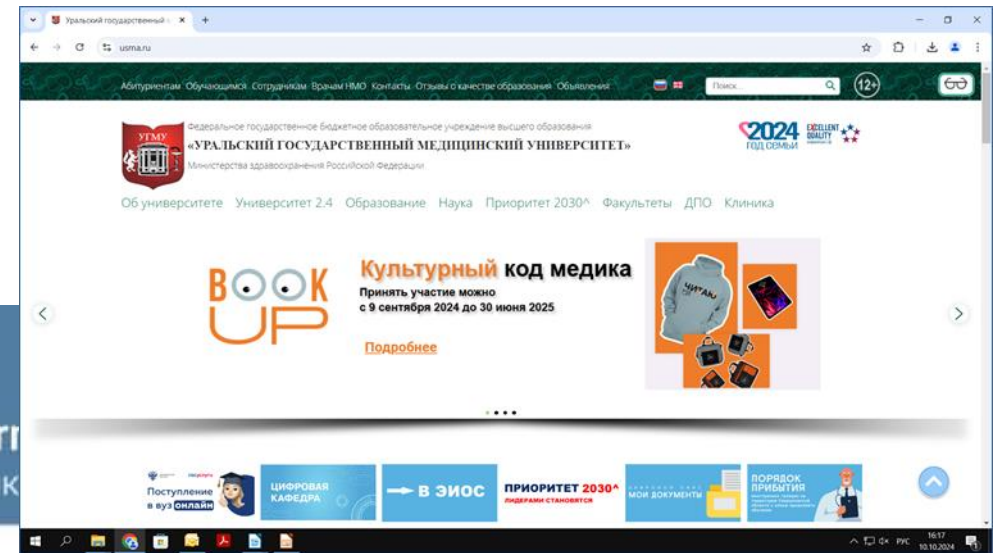 Уральский государственный
usma.ru
Абитуриентам Обучающимся Сотрудникам Врачам НМО Контакты Отзывы о качестве образования Объявления
Поиск...
12+
УГМУ
Федеральное государственное бюджетное образовательное учреждение высшего образования
«УРАЛЬСКИЙ ГОСУДАРСТВЕННЫЙ МЕДИЦИНСКИЙ УНИВЕРСИТЕТ»
Министерства здравоохранения Российской Федерации
2024
ГОД СЕМЬИ
EXCELLENT
QUALITY
Об университете Университет 2.4 Образование Наука Приоритет 2030^ Факультеты ДПО Клиника
BOOK
UP
Культурный код медика
Принять участие можно
с 9 сентября 2024 до 30 июня 2025
Подробнее
ЧИТАЮ
Поступление
в вуз онлайн
ЦИФРОВАЯ
КАФЕДРА
В ЭИОС
ПРИОРИТЕТ 2030^
ЛИДЕРАМИ СТАНОВЯТСЯ
МОИ ДОКУМЕНТЫ
ПОРЯДОК
ПРИБЫТИЯ
РУС
16:17
10.10.2024